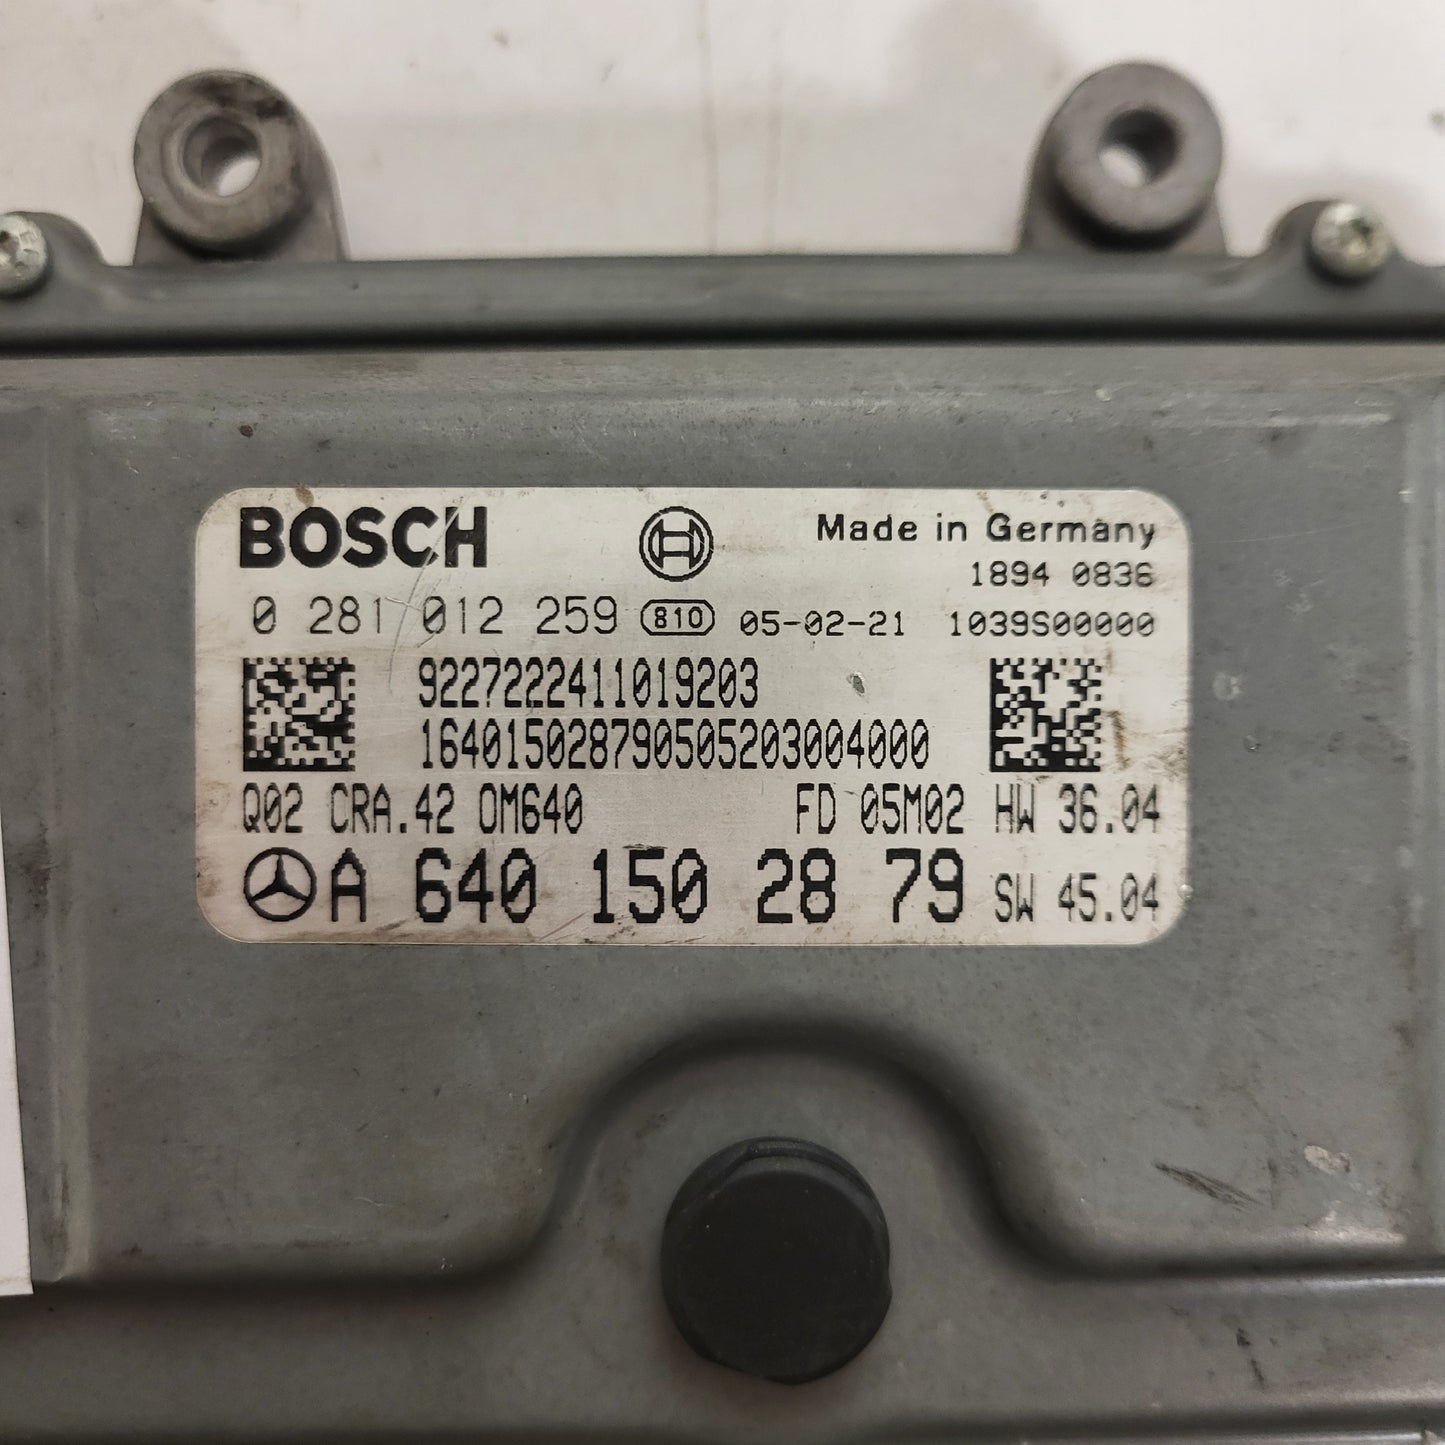 BOSCH Made in Germany
1894 0836
0 281 012 259 810 05-02-21 1039S00000
9227222411019203
164015028790505203004000
Q02 CRA.42 OM640 FD 05M02 HW 36.04
A 640 150 28 79 SW 45.04